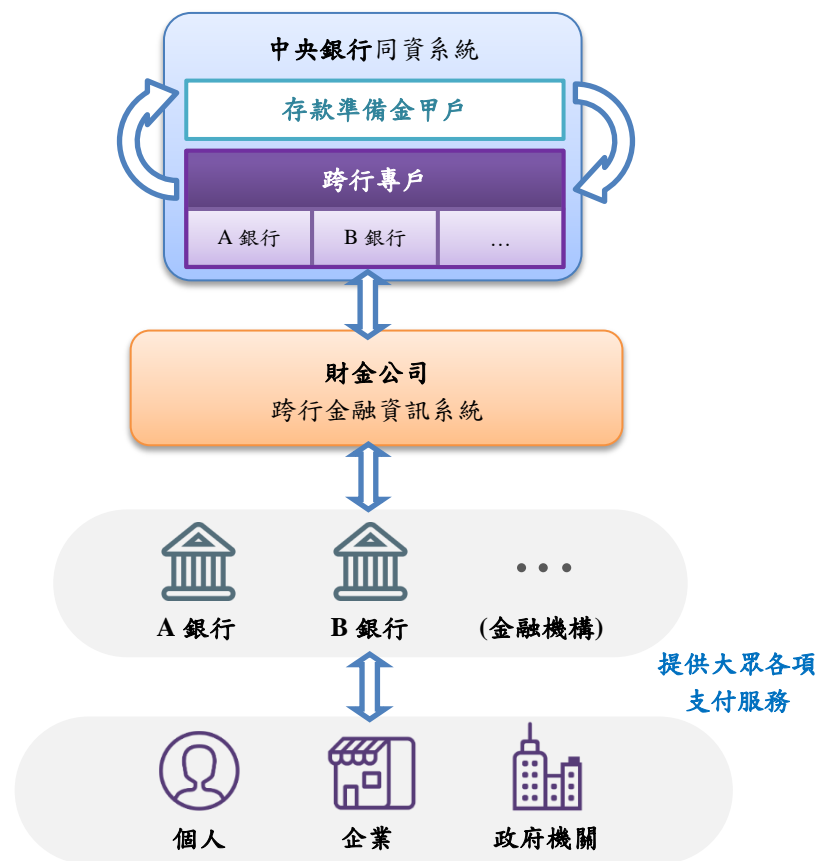 中央銀行同資系統
存款準備金甲戶
跨行專戶
A 銀行
B 銀行
…
財金公司
跨行金融資訊系統
• • •
A 銀行
B 銀行
(金融機構)
提供大眾各項
支付服務
個人
企業
政府機關